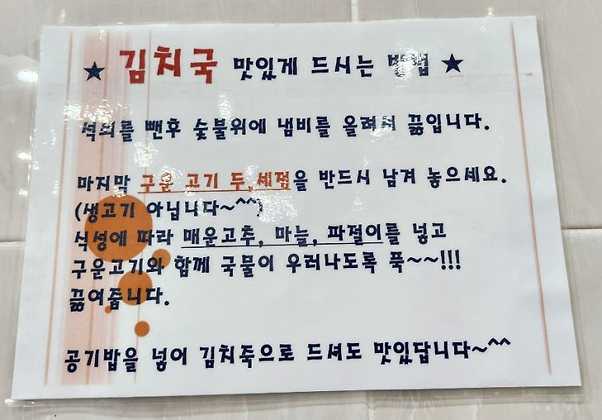 ★ 김치국 맛있게 드시는 방법 ★
석쇠를 뺀후 숯불위에 냄비를 올려서 끓입니다.
마지막 구운 고기 두,세점을 반드시 남겨 놓으세요.
(생고기 아닙니다~^^)
식성에 따라 매운고추, 마늘, 파절이를 넣고
구운고기와 함께 국물이 우러나도록 푹~~!!!
끓여줍니다.
공기밥을 넣어 김치죽으로 드셔도 맛있답니다~^^